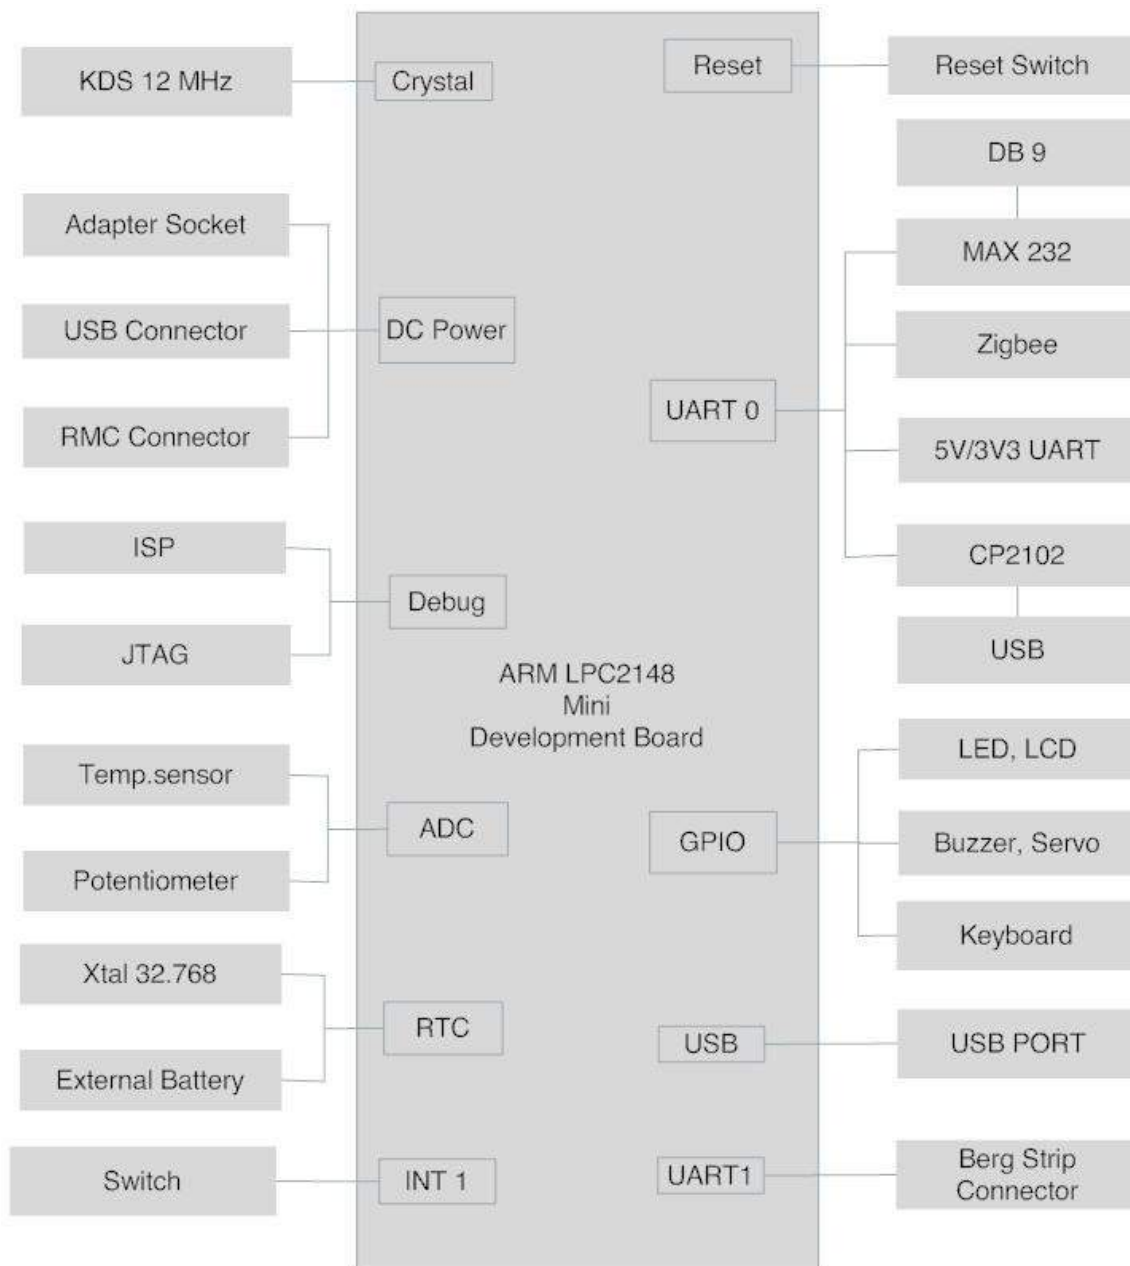 KDS 12 MHz
Crystal
Reset
Reset Switch
DB 9
Adapter Socket
MAX 232
USB Connector
DC Power
Zigbee
UART 0
RMC Connector
5V/3V3 UART
ISP
CP2102
Debug
JTAG
USB
ARM LPC2148
Mini
Development Board
LED, LCD
Temp.sensor
ADC
GPIO
Buzzer, Servo
Potentiometer
Keyboard
Xtal 32.768
RTC
USB
USB PORT
External Battery
Switch
INT 1
UART1
Berg Strip
Connector